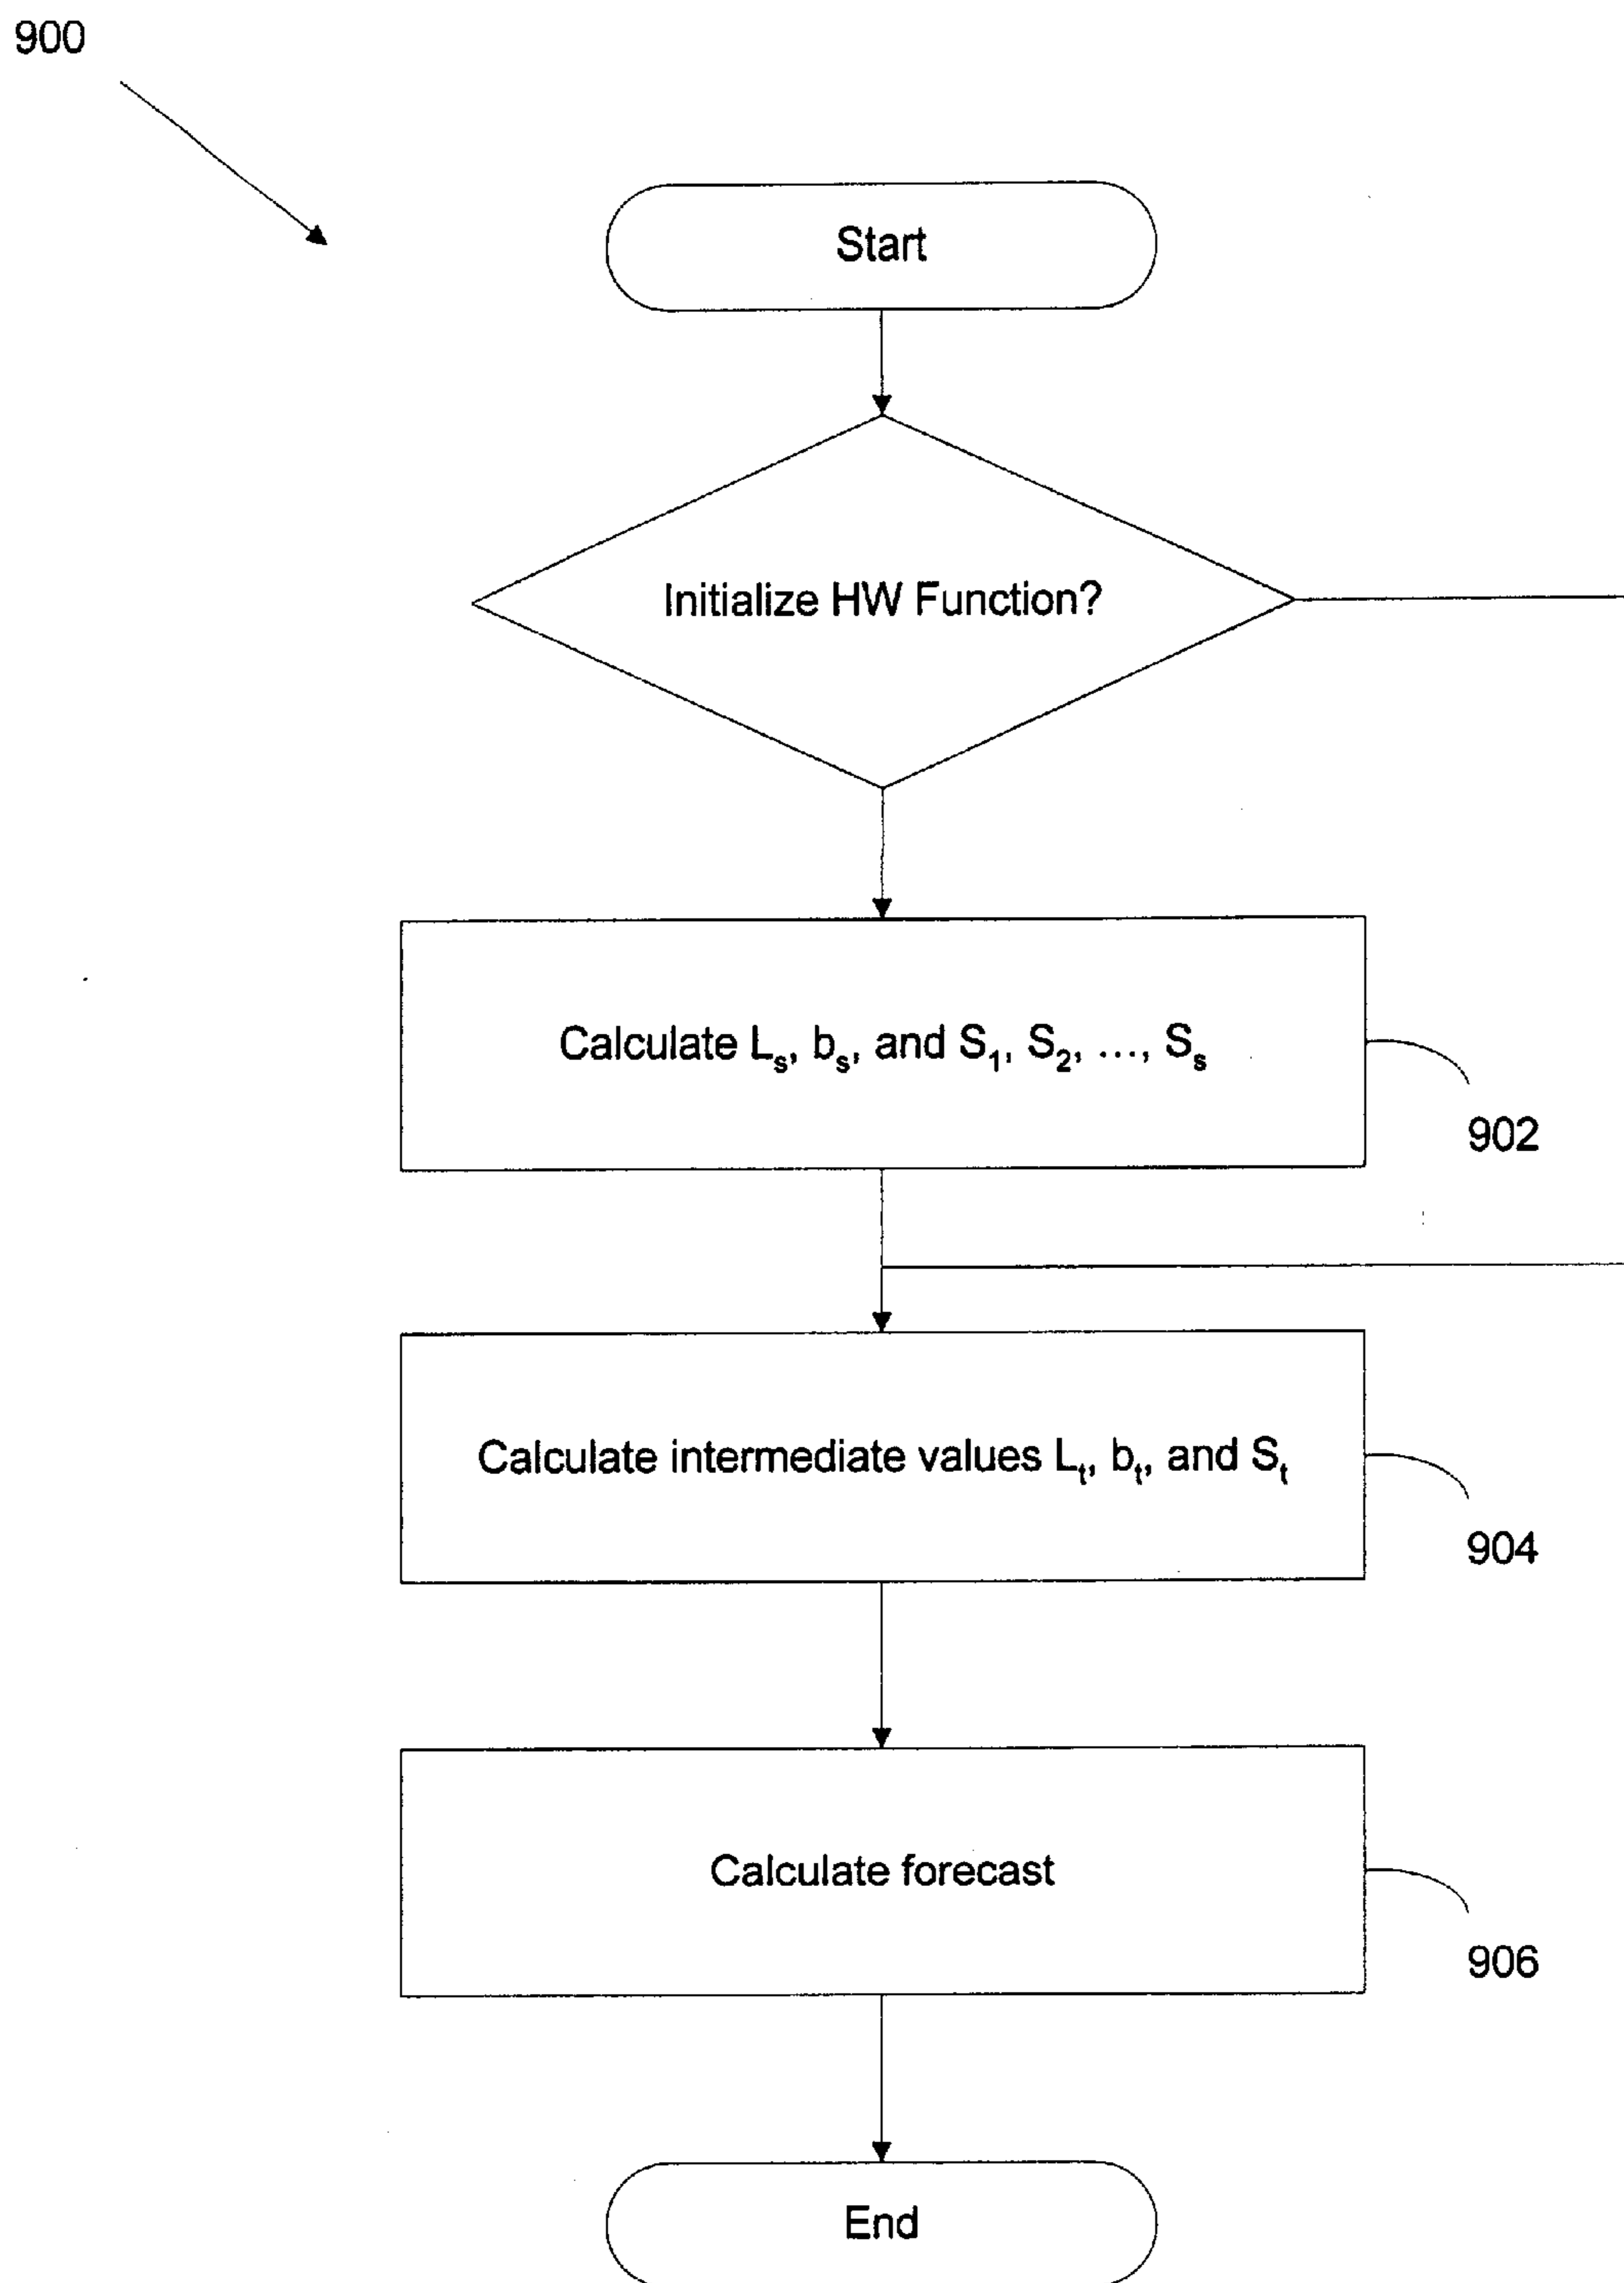 900
Start
Initialize HW Function?
Calculate Lₛ, bₛ, and S₁, S₂, ..., Sₛ
902
Calculate intermediate values Lₜ, bₜ, and Sₜ
904
Calculate forecast
906
End